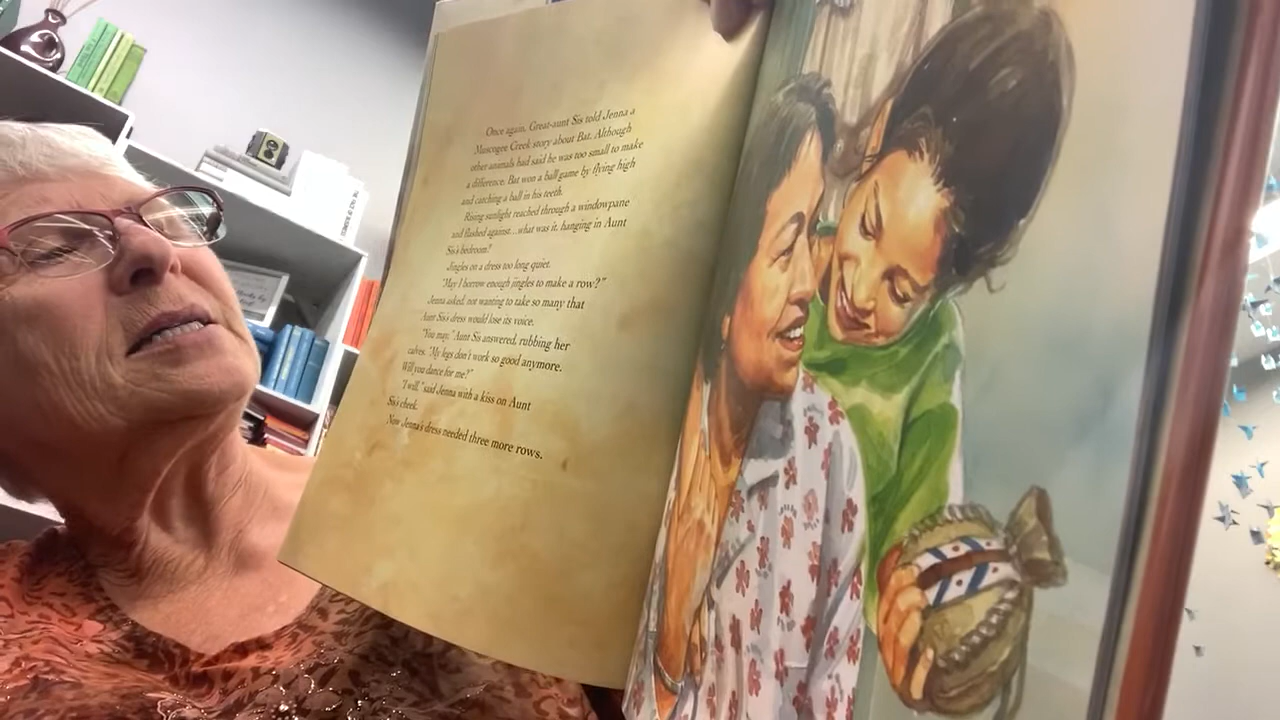 Once again, Great-aunt Sis told Jenna a
Muscogee Creek story about Bat. Although
other animals had said he was too small to make
a difference, Bat won a ball game by flying high
and catching a ball in his teeth.
Rising sunlight reached through a windowpane
and flashed against...what was it, hanging in Aunt
Sis's bedroom?
Jingles on a dress too long quiet.
"May I borrow enough jingles to make a row?"
Jenna asked, not wanting to take so many that
Aunt Sis's dress would lose its voice.
"You may," Aunt Sis answered, rubbing her
calves. "My legs don't work so good anymore.
Will you dance for me?"
"I will," said Jenna with a kiss on Aunt
Sis's cheek.
Now Jenna's dress needed three more rows.